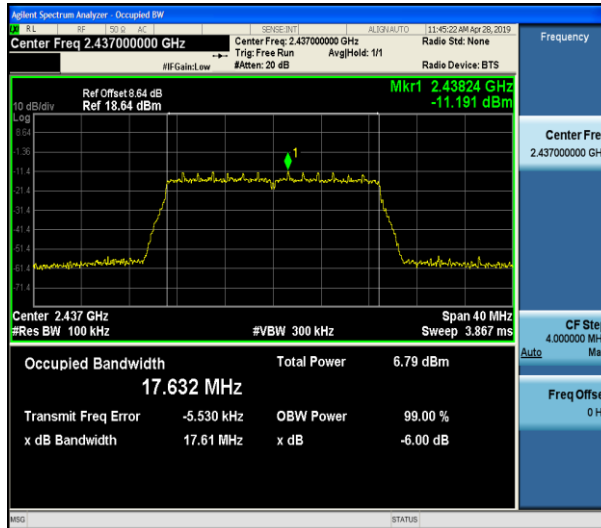 Agilent Spectrum Analyzer - Occupied BW
RL RF 50 Ω AC SENSE:INT ALIGNAUTO 11:45:22 AM Apr 28, 2019
Center Freq 2.437000000 GHz
Center Freq: 2.437000000 GHz
Radio Std: None
Trig: Free Run Avg|Hold: 1/1
#IFGain:Low #Atten: 20 dB Radio Device: BTS
Frequency
Ref Offset 8.64 dB
Mkr1 2.43824 GHz
10 dB/div Ref 18.64 dBm
-11.191 dBm
Log
8.64
-1.36
-11.4
-21.4
-31.4
-41.4
-51.4
-61.4
-71.4
1
Center 2.437 GHz Span 40 MHz
#Res BW 100 kHz #VBW 300 kHz Sweep 3.867 ms
Occupied Bandwidth Total Power 6.79 dBm
17.632 MHz
Transmit Freq Error -5.530 kHz OBW Power 99.00 %
x dB Bandwidth 17.61 MHz x dB -6.00 dB
Center Fre
2.437000000 GH
CF Ste
4.000000 MH
Auto Ma
Freq Offse
0 H
MSG STATUS